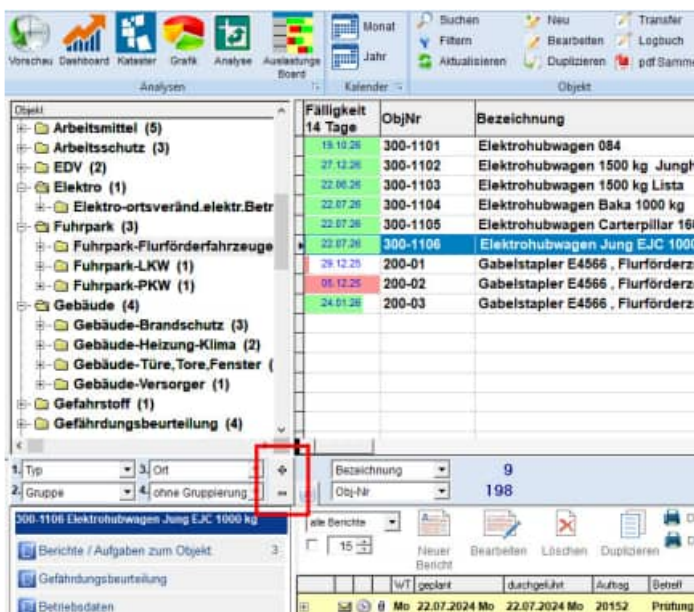 Vorschau Dashboard Kataster Grafik Analyse Auslastungs Board
Analysen
Monat
Jahr
Kalender
Suchen
Filtern
Aktualisieren
Neu
Bearbeiten
Duplizieren
Transfer
Logbuch
pdf Samme
Objekt
Objekt
Arbeitsmittel (5)
Arbeitsschutz (3)
EDV (2)
Elektro (1)
Elektro-ortsveränd.elektr.Betr
Fuhrpark (3)
Fuhrpark-Flurförderfahrzeuge
Fuhrpark-LKW (1)
Fuhrpark-PKW (1)
Gebäude (4)
Gebäude-Brandschutz (3)
Gebäude-Heizung-Klima (2)
Gebäude-Türe,Tore,Fenster (
Gebäude-Versorger (1)
Gefahrstoff (1)
Gefährdungsbeurteilung (4)
Fälligkeit 14 Tage ObjNr Bezeichnung
19.10.26 300-1101 Elektrohubwagen 084
27.12.26 300-1102 Elektrohubwagen 1500 kg Jungh
22.06.26 300-1103 Elektrohubwagen 1500 kg Lista
22.07.26 300-1104 Elektrohubwagen Baka 1000 kg
22.07.26 300-1105 Elektrohubwagen Carterpillar 16
22.07.26 300-1106 Elektrohubwagen Jung EJC 1000
29.12.25 200-01 Gabelstapler E4566 , Flurförderz
05.12.25 200-02 Gabelstapler E4566 , Flurförderz
24.01.26 200-03 Gabelstapler E4566 , Flurförderz
1. Typ 3. Ort
2. Gruppe 4. ohne Gruppierung
Bezeichnung 9
Obj-Nr 198
300-1106 Elektrohubwagen Jung EJC 1000 kg
Berichte / Aufgaben zum Objekt 3
Gefährdungsbeurteilung
Betriebsdaten
alle Berichte
15
Neuer Bericht
Bearbeiten
Löschen
Duplizieren
D
D
WT geplant durchgeführt Auftrag Betreff
Mo 22.07.2024 Mo 22.07.2024 20152 Prüfung